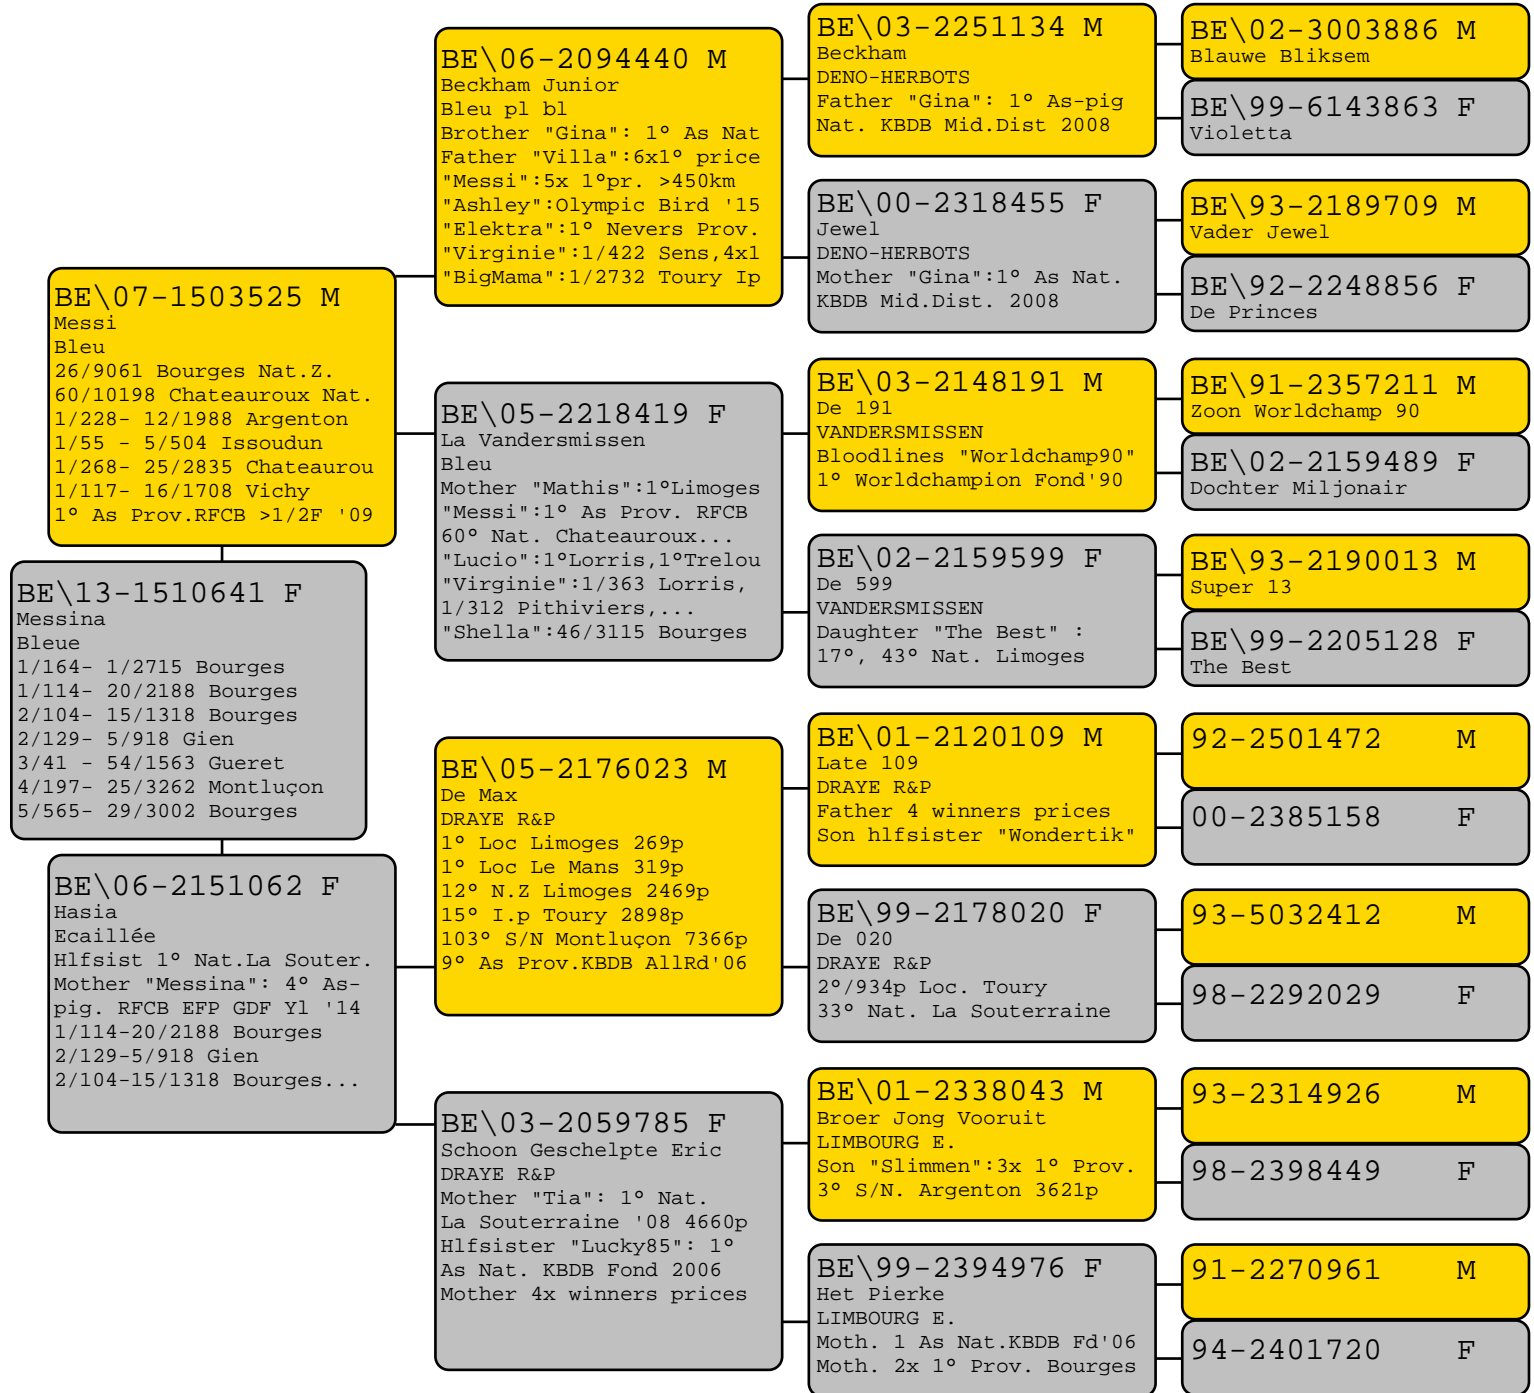 BE\13-1510641 F
Messina
Bleue
1/164- 1/2715 Bourges
1/114- 20/2188 Bourges
2/104- 15/1318 Bourges
2/129- 5/918 Gien
3/41 - 54/1563 Gueret
4/197- 25/3262 Montluçon
5/565- 29/3002 Bourges
BE\07-1503525 M
Messi
Bleu
26/9061 Bourges Nat.Z.
60/10198 Chateauroux Nat.
1/228- 12/1988 Argenton
1/55 - 5/504 Issoudun
1/268- 25/2835 Chateaurou
1/117- 16/1708 Vichy
1° As Prov.RFCB >1/2F '09
BE\06-2151062 F
Hasia
Ecaillée
Hlfsist 1° Nat.La Souter.
Mother "Messina": 4° As-
pig. RFCB EFP GDF Yl '14
1/114-20/2188 Bourges
2/129-5/918 Gien
2/104-15/1318 Bourges...
BE\06-2094440 M
Beckham Junior
Bleu pl bl
Brother "Gina": 1° As Nat
Father "Villa":6x1° price
"Messi":5x 1°pr. >450km
"Ashley":Olympic Bird '15
"Elektra":1° Nevers Prov.
"Virginie":1/422 Sens,4x1
"BigMama":1/2732 Toury Ip
BE\05-2218419 F
La Vandersmissen
Bleu
Mother "Mathis":1°Limoges
"Messi":1° As Prov. RFCB
60° Nat. Chateauroux...
"Lucio":1°Lorris,1°Trelou
"Virginie":1/363 Lorris,
1/312 Pithiviers,...
"Shella":46/3115 Bourges
BE\05-2176023 M
De Max
DRAYE R&P
1° Loc Limoges 269p
1° Loc Le Mans 319p
12° N.Z Limoges 2469p
15° I.p Toury 2898p
103° S/N Montluçon 7366p
9° As Prov.KBDB AllRd'06
BE\03-2059785 F
Schoon Geschelpte Eric
DRAYE R&P
Mother "Tia": 1° Nat.
La Souterraine '08 4660p
Hlfsister "Lucky85": 1°
As Nat. KBDB Fond 2006
Mother 4x winners prices
BE\03-2251134 M
Beckham
DENO-HERBOTS
Father "Gina": 1° As-pig
Nat. KBDB Mid.Dist 2008
BE\00-2318455 F
Jewel
DENO-HERBOTS
Mother "Gina":1° As Nat.
KBDB Mid.Dist. 2008
BE\03-2148191 M
De 191
VANDERSMISSEN
Bloodlines "Worldchamp90"
1° Worldchampion Fond'90
BE\02-2159599 F
De 599
VANDERSMISSEN
Daughter "The Best" :
17°, 43° Nat. Limoges
BE\01-2120109 M
Late 109
DRAYE R&P
Father 4 winners prices
Son hlfsister "Wondertik"
BE\99-2178020 F
De 020
DRAYE R&P
2°/934p Loc. Toury
33° Nat. La Souterraine
BE\01-2338043 M
Broer Jong Vooruit
LIMBOURG E.
Son "Slimmen":3x 1° Prov.
3° S/N. Argenton 3621p
BE\99-2394976 F
Het Pierke
LIMBOURG E.
Moth. 1 As Nat.KBDB Fd'06
Moth. 2x 1° Prov. Bourges
BE\02-3003886 M
Blauwe Bliksem
BE\99-6143863 F
Violetta
BE\93-2189709 M
Vader Jewel
BE\92-2248856 F
De Princes
BE\91-2357211 M
Zoon Worldchamp 90
BE\02-2159489 F
Dochter Miljonair
BE\93-2190013 M
Super 13
BE\99-2205128 F
The Best
92-2501472 M
00-2385158 F
93-5032412 M
98-2292029 F
93-2314926 M
98-2398449 F
91-2270961 M
94-2401720 F